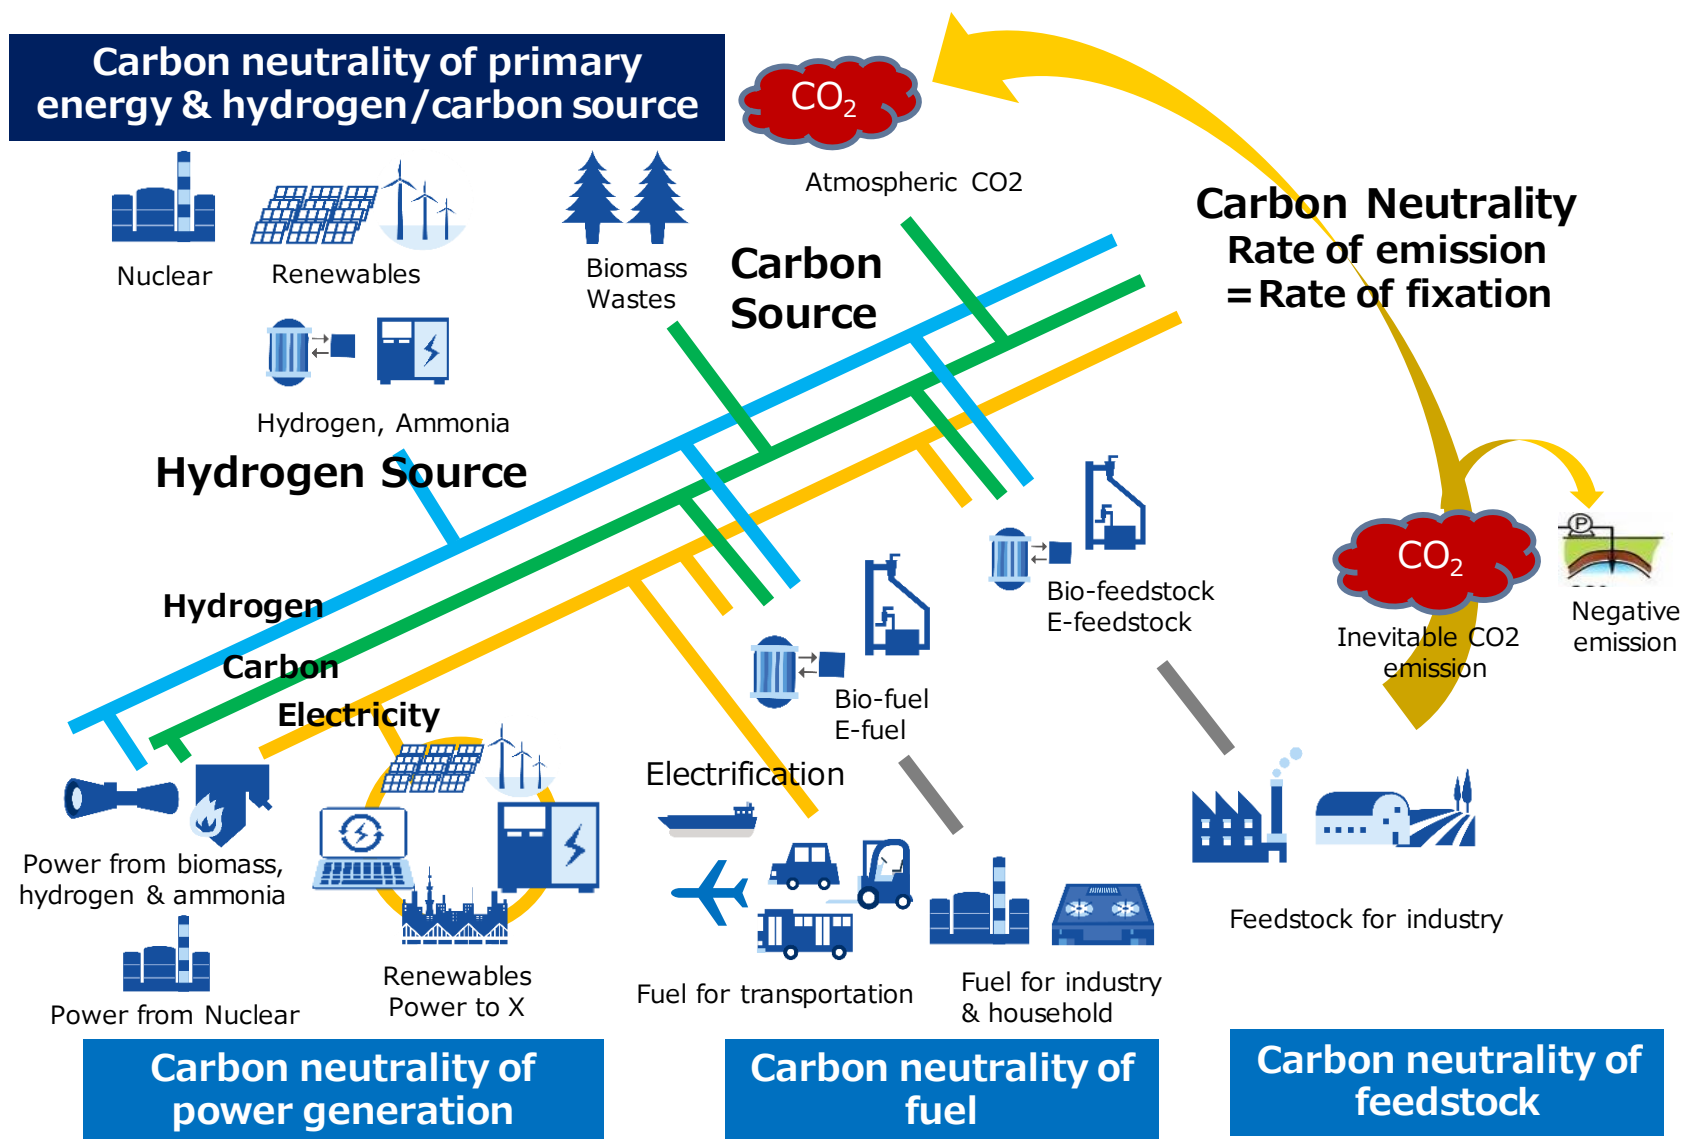 Carbon neutrality of primary
energy & hydrogen/carbon source
CO2
Atmospheric CO2
Nuclear
Renewables
Biomass
Wastes
Carbon
Source
Carbon Neutrality
Rate of emission
=Rate of fixation
Hydrogen, Ammonia
Hydrogen Source
Hydrogen
Carbon
Electricity
Bio-feedstock
E-feedstock
CO2
P
Inevitable CO2
emission
Negative
emission
Bio-fuel
E-fuel
Electrification
Power from biomass,
hydrogen & ammonia
Power from Nuclear
Renewables
Power to X
Fuel for transportation
Fuel for industry
& household
Feedstock for industry
Carbon neutrality of
power generation
Carbon neutrality of
fuel
Carbon neutrality of
feedstock